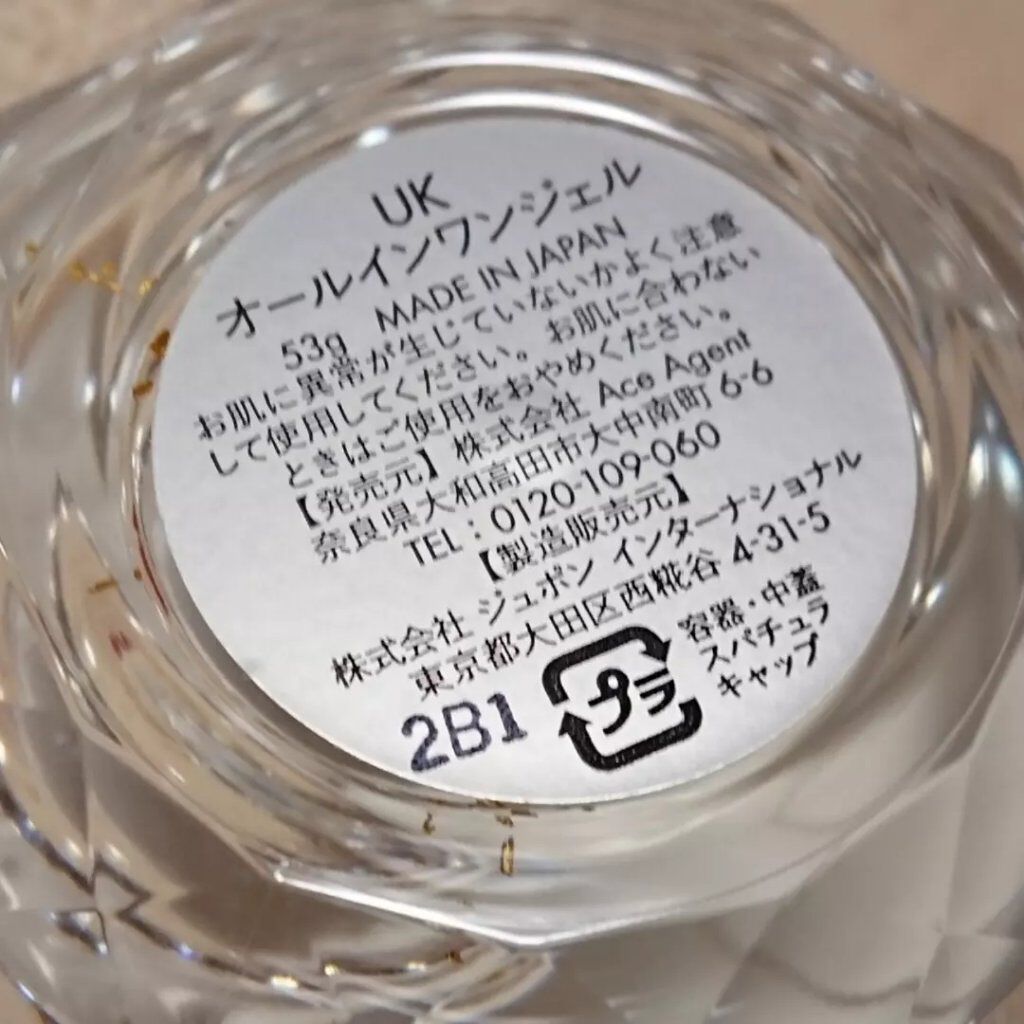 UK
オールインワンジェル
53g MADE IN JAPAN
お肌に異常が生じていないかよく注意
して使用してください。お肌に合わない
ときはご使用をおやめください。
【発売元】株式会社 Ace Agent
奈良県大和高田市大中南町 6-6
TEL：0120-109-060
【製造販売元】
株式会社 ジュポン インターナショナル
東京都大田区西糀谷 4-31-5
プラ
容器・中蓋
スパチュラ
キャップ
2B1